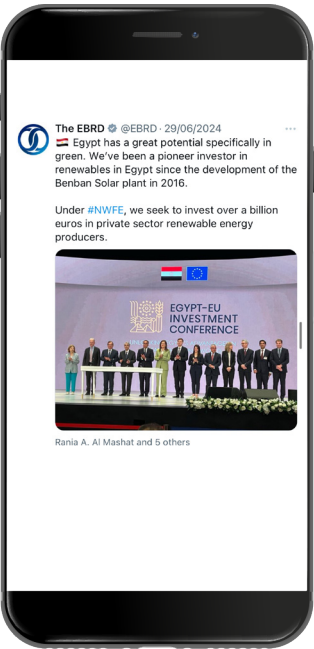 The EBRD @EBRD · 29/06/2024
Egypt has a great potential specifically in
green. We've been a pioneer investor in
renewables in Egypt since the development of the
Benban Solar plant in 2016.
Under #NWFE, we seek to invest over a billion
euros in private sector renewable energy
producers.
EGYPT-EU
INVESTMENT
CONFERENCE
Rania A. Al Mashat and 5 others